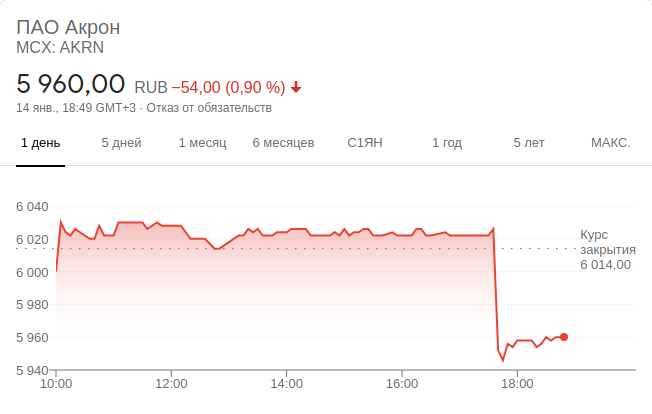 ПАО Акрон
MCX: AKRN
5 960,00 RUB −54,00 (0,90 %)
14 янв., 18:49 GMT+3 · Отказ от обязательств
1 день 5 дней 1 месяц 6 месяцев С1ЯН 1 год 5 лет МАКС.
6 040
6 020
6 000
5 980
5 960
5 940
Курс
закрытия
6 014,00
10:00 12:00 14:00 16:00 18:00